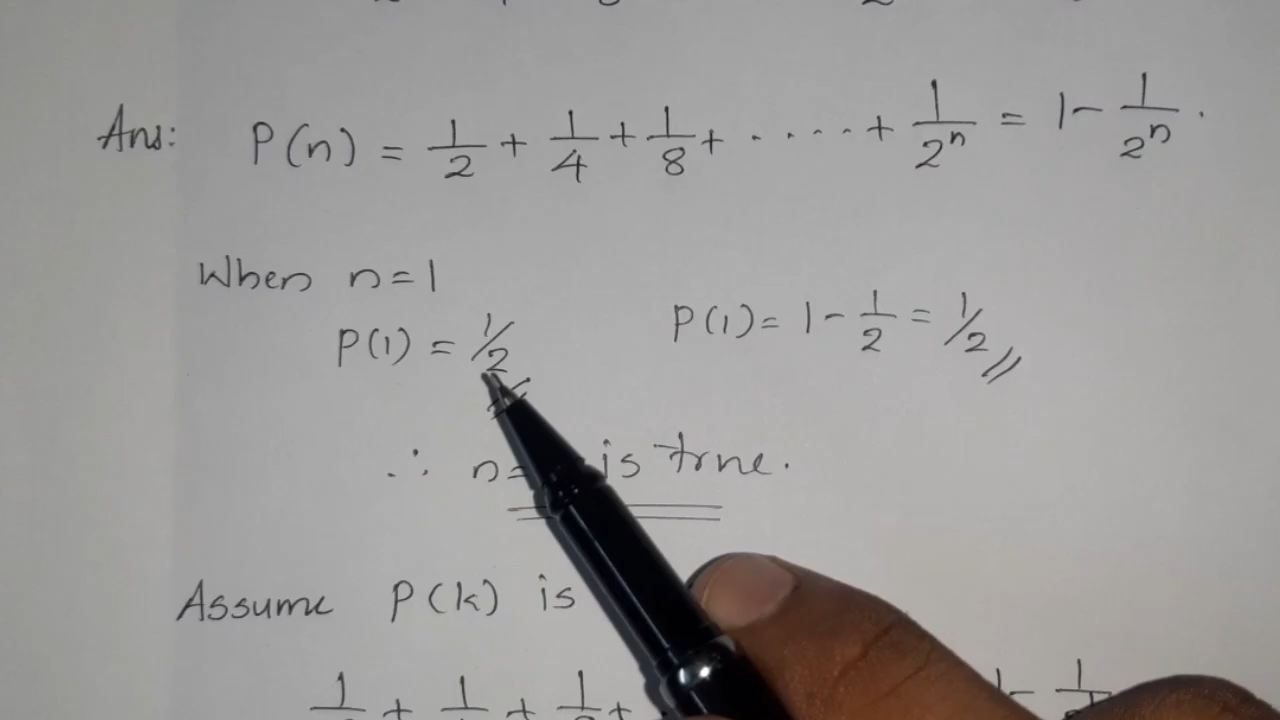 Ans: P(n) = 1/2 + 1/4 + 1/8 + ..... + 1/2^n = 1 - 1/2^n.
When n=1
P(1) = 1/2 P(1) = 1 - 1/2 = 1/2 //
∴ n= is true.
Assume P(k) is